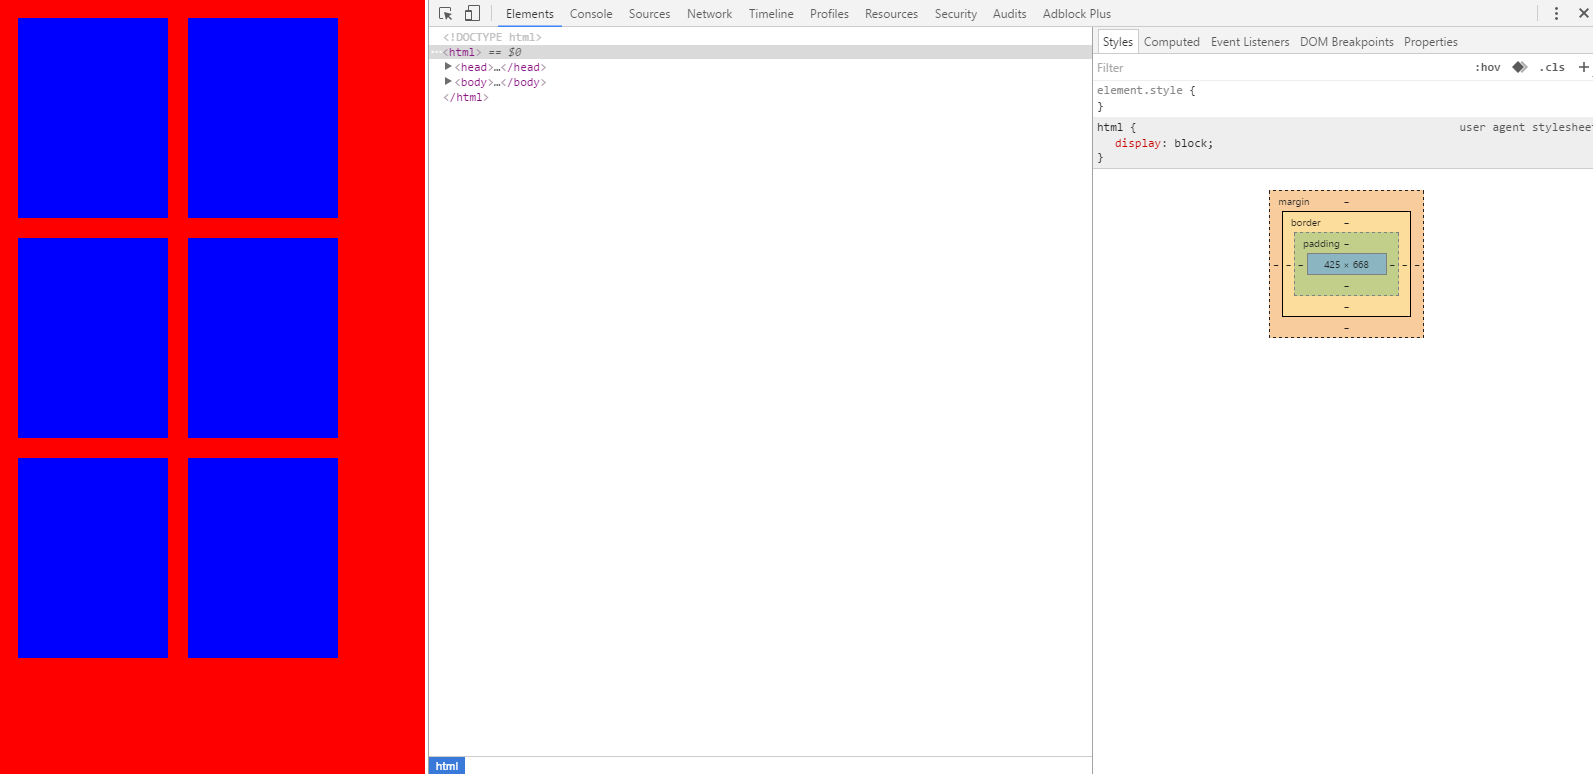 Elements Console Sources Network Timeline Profiles Resources Security Audits Adblock Plus
<!DOCTYPE html>
…<html> == $0
<head>…</head>
<body>…</body>
</html>
html
Styles Computed Event Listeners DOM Breakpoints Properties
Filter :hov .cls +
element.style {
}
html { user agent stylesheet
display: block;
}
margin –
border –
padding –
– – – 425 × 668 – – –
–
–
–